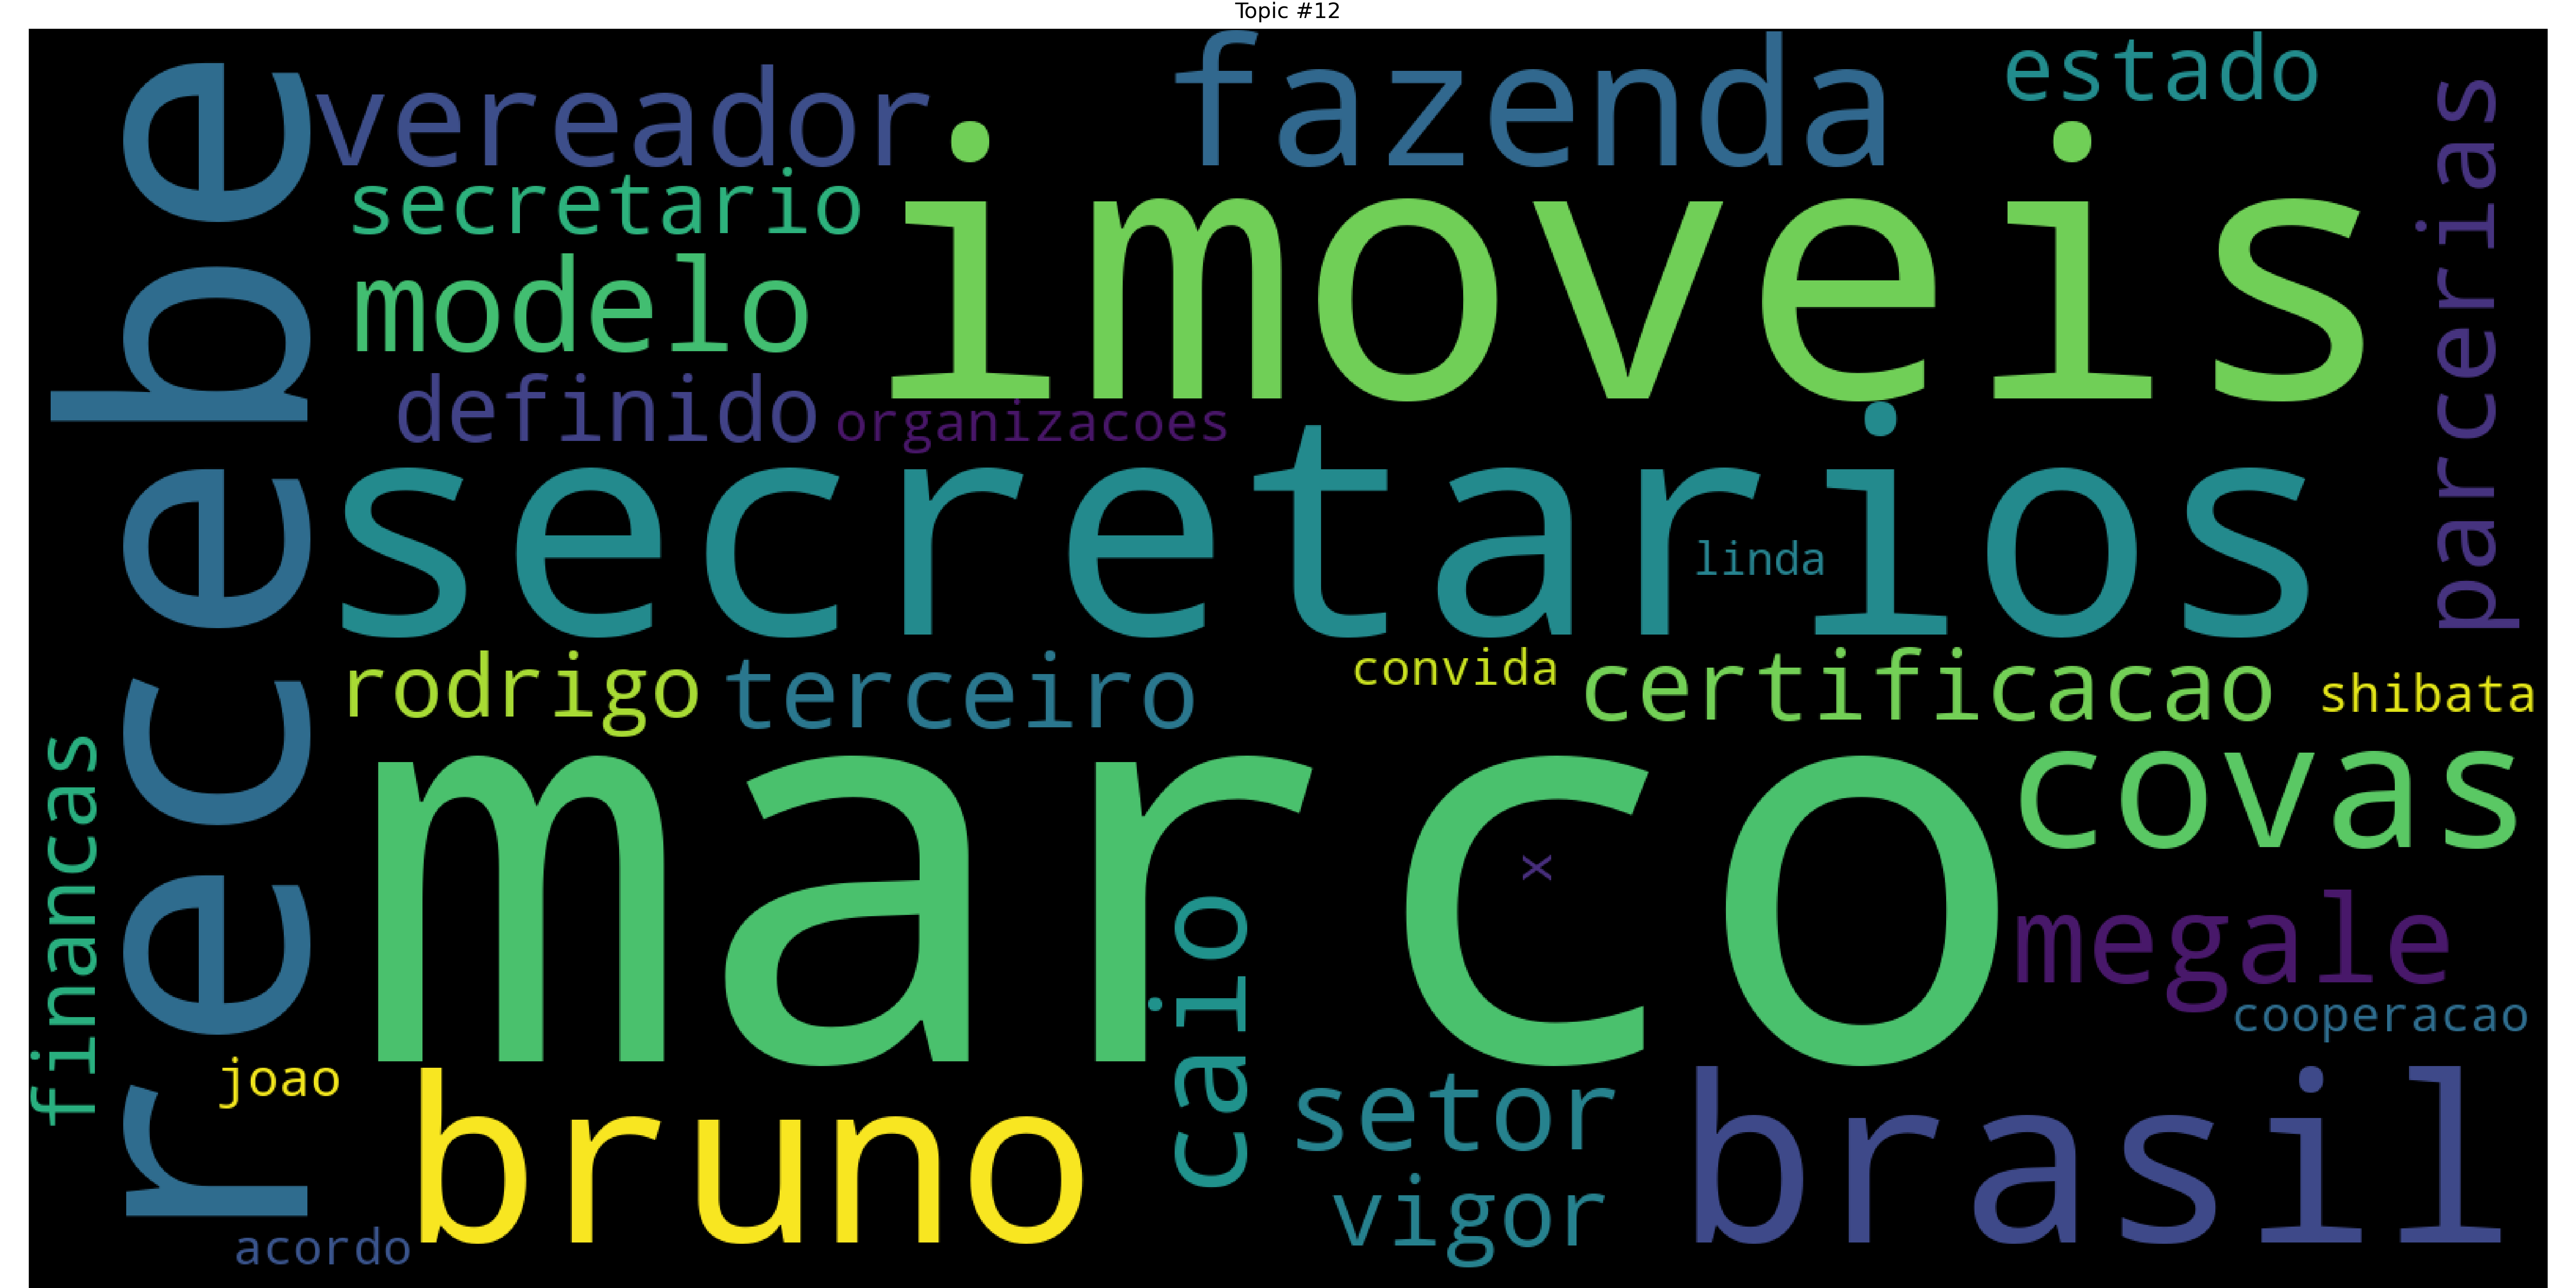 Topic #12
recebe
vereador
fazenda
estado
parcerias
secretario
imoveis
modelo
definido
organizacoes
secretarios
linda
rodrigo
terceiro
convida
certificacao
shibata
financas
marco
x
covas
caio
megale
cooperacao
joao
bruno
setor
brasil
vigor
acordo